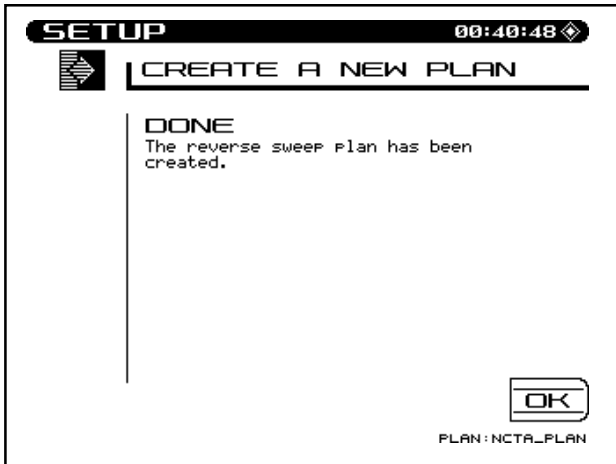 SETUP 00:40:48
CREATE A NEW PLAN
DONE
The reverse sweep plan has been
created.
OK
PLAN:NCTA_PLAN